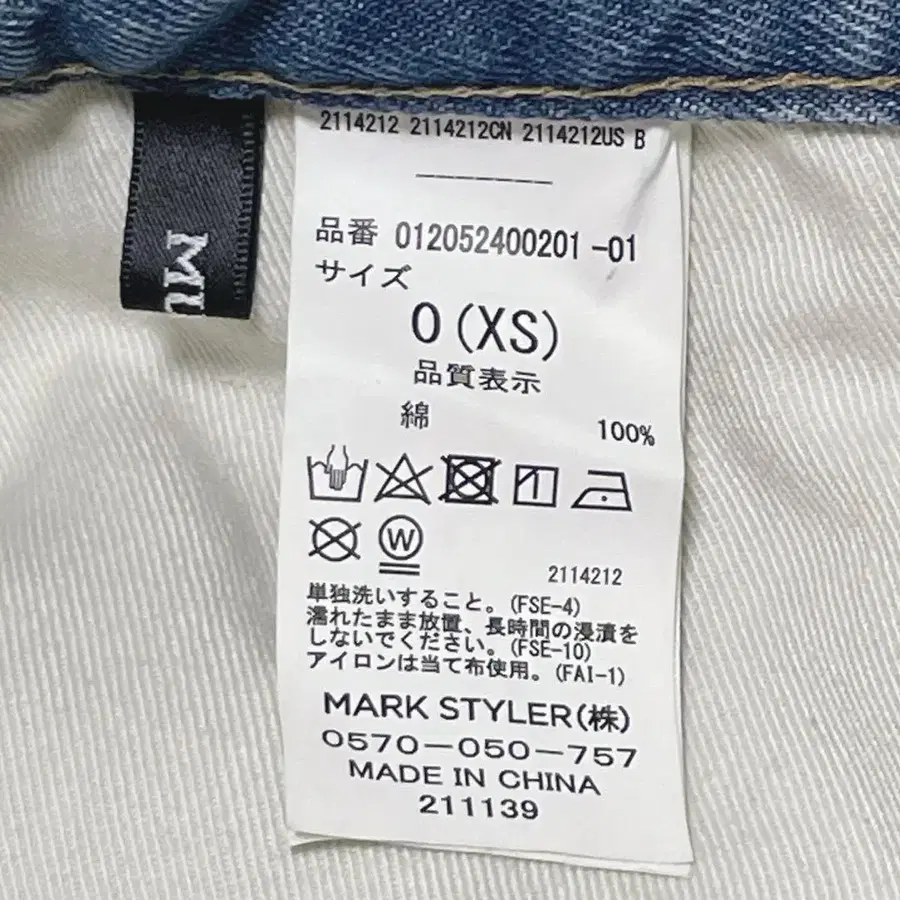 2114212 2114212CN 2114212US B
品番 012052400201-01
サイズ
0(XS)
品質表示
綿 100%
W
2114212
単独洗いすること。(FSE-4)
濡れたまま放置、長時間の浸漬を
しないでください。(FSE-10)
アイロンは当て布使用。(FAI-1)
MARK STYLER(株)
0570-050-757
MADE IN CHINA
211139